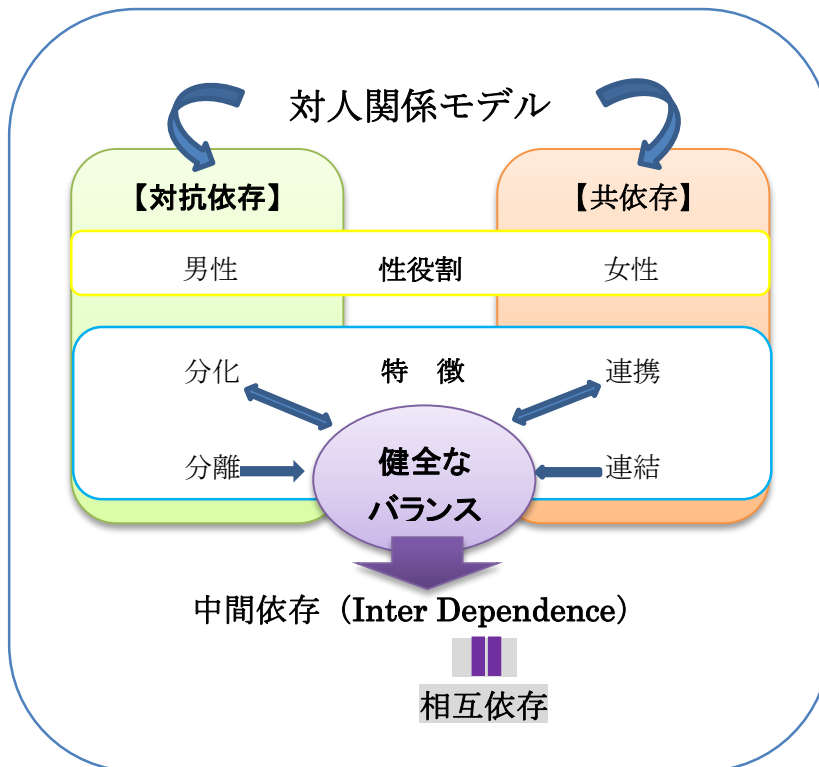 対人関係モデル
【対抗依存】 【共依存】
男性 性役割 女性
分化 特　徴 連携
健全な
分離 連結
バランス
中間依存（Inter Dependence）
相互依存